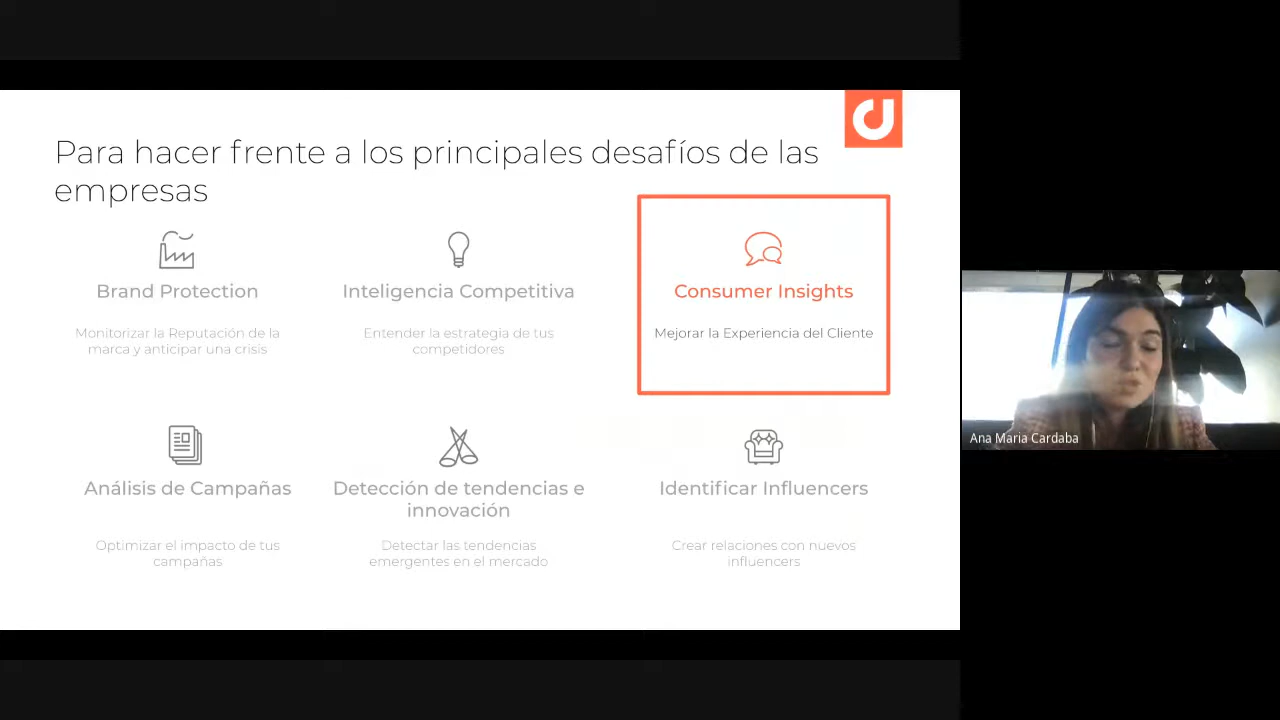 Para hacer frente a los principales desafíos de las
empresas
Brand Protection
Monitorizar la Reputación de la
marca y anticipar una crisis
Inteligencia Competitiva
Entender la estrategia de tus
competidores
Consumer Insights
Mejorar la Experiencia del Cliente
Análisis de Campañas
Optimizar el impacto de tus
campañas
Detección de tendencias e
innovación
Detectar las tendencias
emergentes en el mercado
Identificar Influencers
Crear relaciones con nuevos
influencers
Ana Maria Cardaba